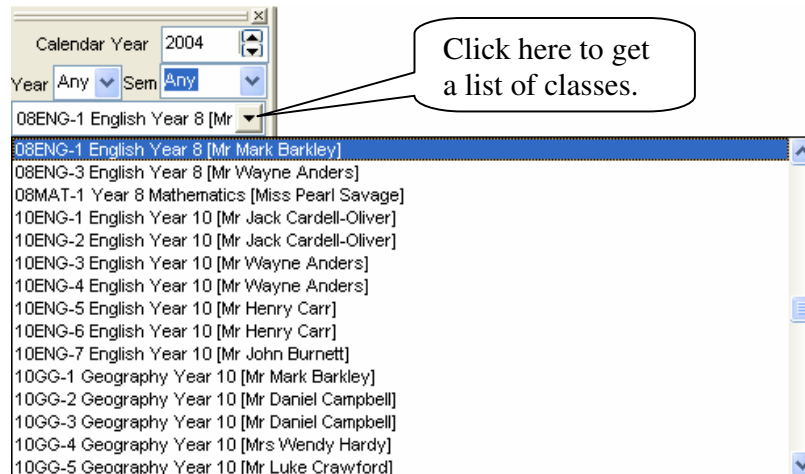 Calendar Year 2004
Click here to get
a list of classes.
Year Any Sem Any
08ENG-1 English Year 8 [Mr
08ENG-1 English Year 8 [Mr Mark Barkley]
08ENG-3 English Year 8 [Mr Wayne Anders]
08MAT-1 Year 8 Mathematics [Miss Pearl Savage]
10ENG-1 English Year 10 [Mr Jack Cardell-Oliver]
10ENG-2 English Year 10 [Mr Jack Cardell-Oliver]
10ENG-3 English Year 10 [Mr Wayne Anders]
10ENG-4 English Year 10 [Mr Wayne Anders]
10ENG-5 English Year 10 [Mr Henry Carr]
10ENG-6 English Year 10 [Mr Henry Carr]
10ENG-7 English Year 10 [Mr John Burnett]
10GG-1 Geography Year 10 [Mr Mark Barkley]
10GG-2 Geography Year 10 [Mr Daniel Campbell]
10GG-3 Geography Year 10 [Mr Daniel Campbell]
10GG-4 Geography Year 10 [Mrs Wendy Hardy]
10GG-5 Geography Year 10 [Mr Luke Crawford]